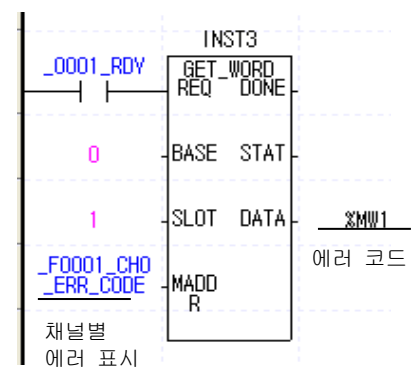 INST3
_0001_RDY
GET_WORD
REQ DONE
0
BASE STAT
1
SLOT DATA
%MW1
에러 코드
_F0001_CH0
_ERR_CODE
MADD
R
채널별
에러 표시